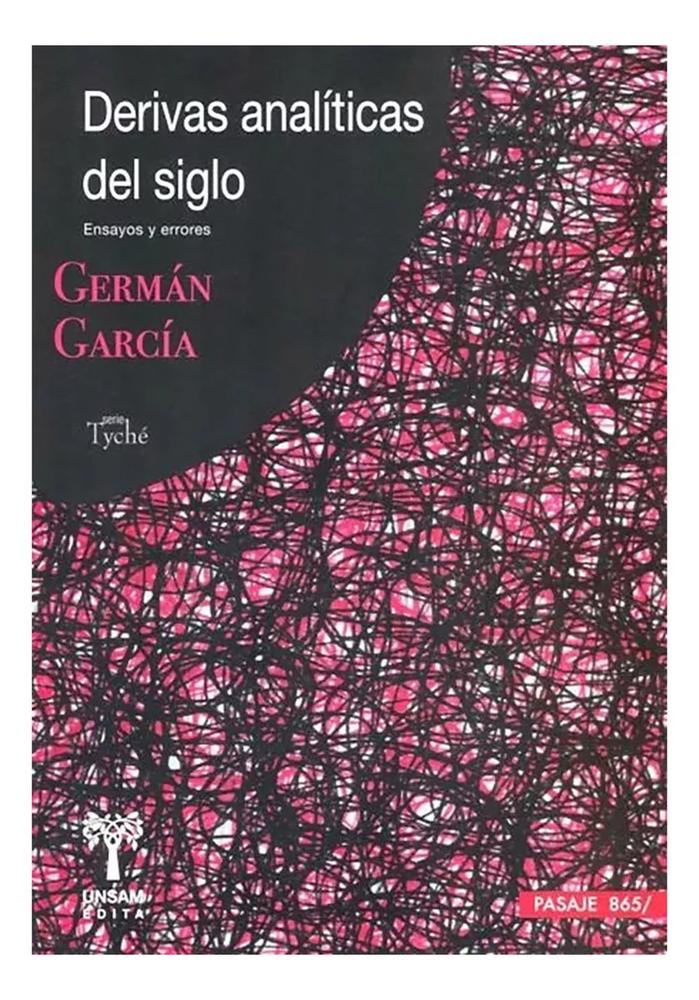 Derivas analíticas
del siglo
Ensayos y errores
GERMÁN
GARCÍA
serie
Tyché
UNSAM
EDITA
PASAJE 865/